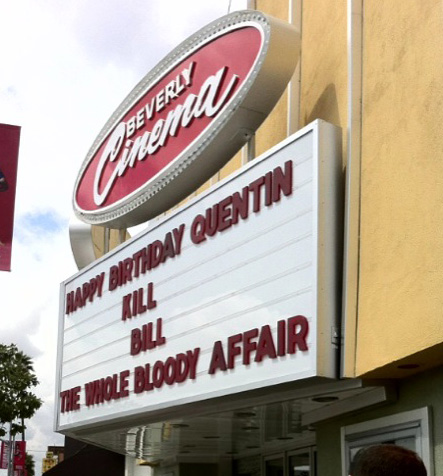 BEVERLY
Cinema
HAPPY BIRTHDAY QUENTIN
KILL
BILL
THE WHOLE BLOODY AFFAIR